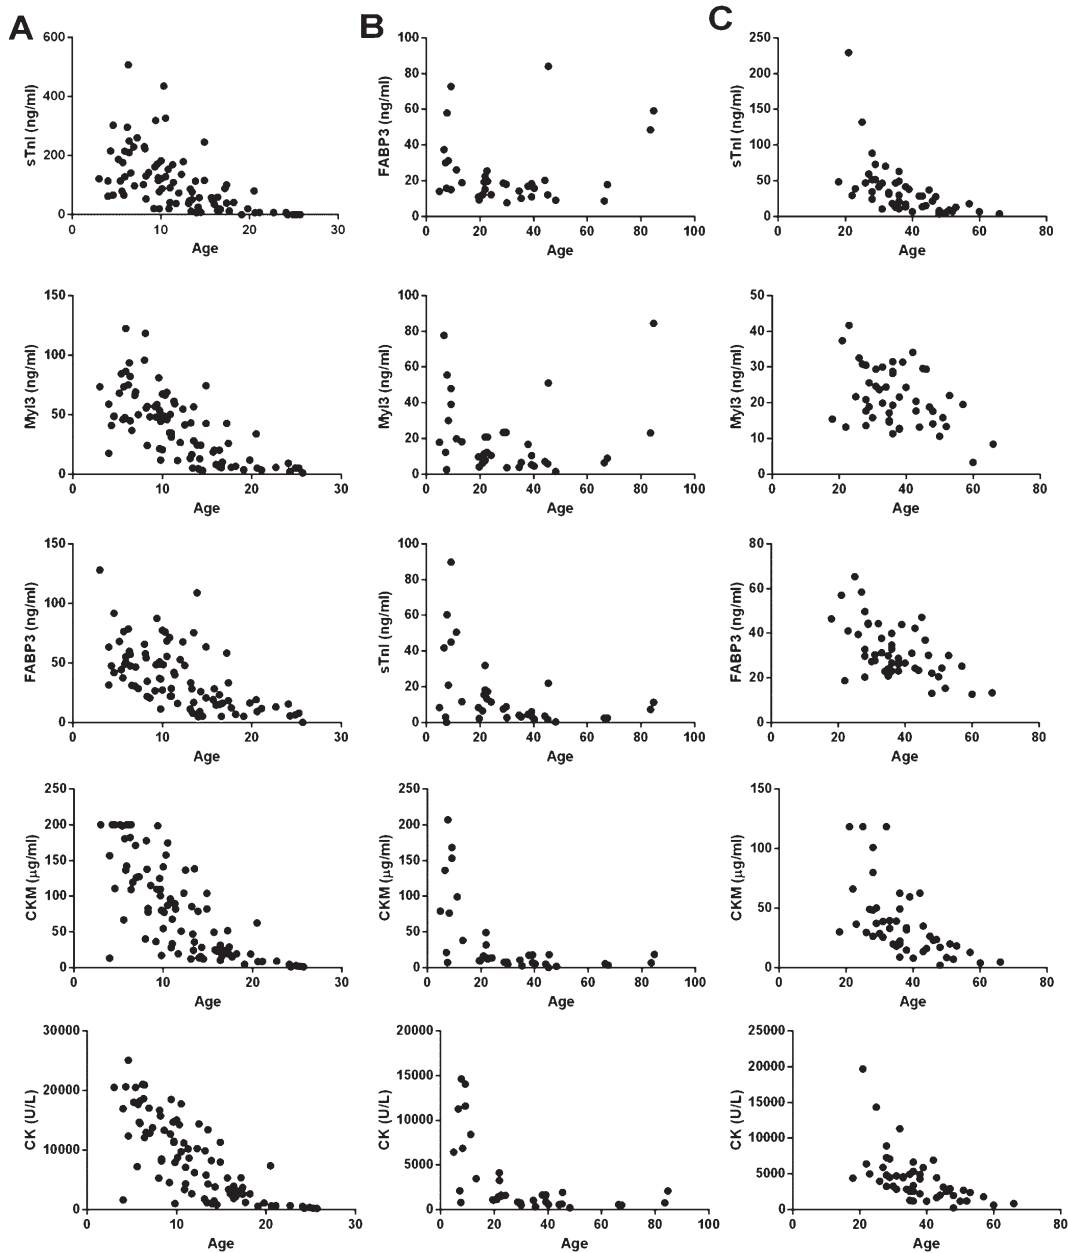 A
B
C
600
400
200
0
sTnI (ng/ml)
0 10 20 30
Age
100
80
60
40
20
0
FABP3 (ng/ml)
0 20 40 60 80 100
Age
250
200
150
100
50
0
sTnI (ng/ml)
0 20 40 60 80
Age
150
100
50
0
Myl3 (ng/ml)
0 10 20 30
Age
100
80
60
40
20
0
Myl3 (ng/ml)
0 20 40 60 80 100
Age
50
40
30
20
10
0
Myl3 (ng/ml)
0 20 40 60 80
Age
150
100
50
0
FABP3 (ng/ml)
0 10 20 30
Age
100
80
60
40
20
0
sTnI (ng/ml)
0 20 40 60 80 100
Age
80
60
40
20
0
FABP3 (ng/ml)
0 20 40 60 80
Age
250
200
150
100
50
0
CKM (µg/ml)
0 10 20 30
Age
250
200
150
100
50
0
CKM (µg/ml)
0 20 40 60 80 100
Age
150
100
50
0
CKM (µg/ml)
0 20 40 60 80
Age
30000
20000
10000
0
CK (U/L)
0 10 20 30
Age
20000
15000
10000
5000
0
CK (U/L)
0 20 40 60 80 100
Age
25000
20000
15000
10000
5000
0
CK (U/L)
0 20 40 60 80
Age